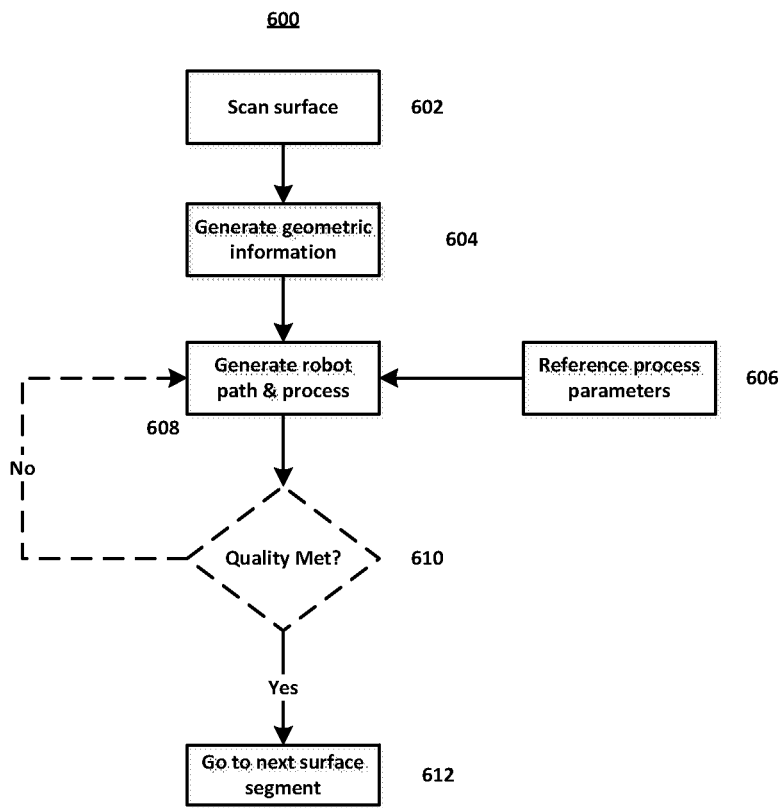 600
Scan surface
602
Generate geometric
information
604
Generate robot
path & process
Reference process
parameters
606
608
No
Quality Met?
610
Yes
Go to next surface
segment
612